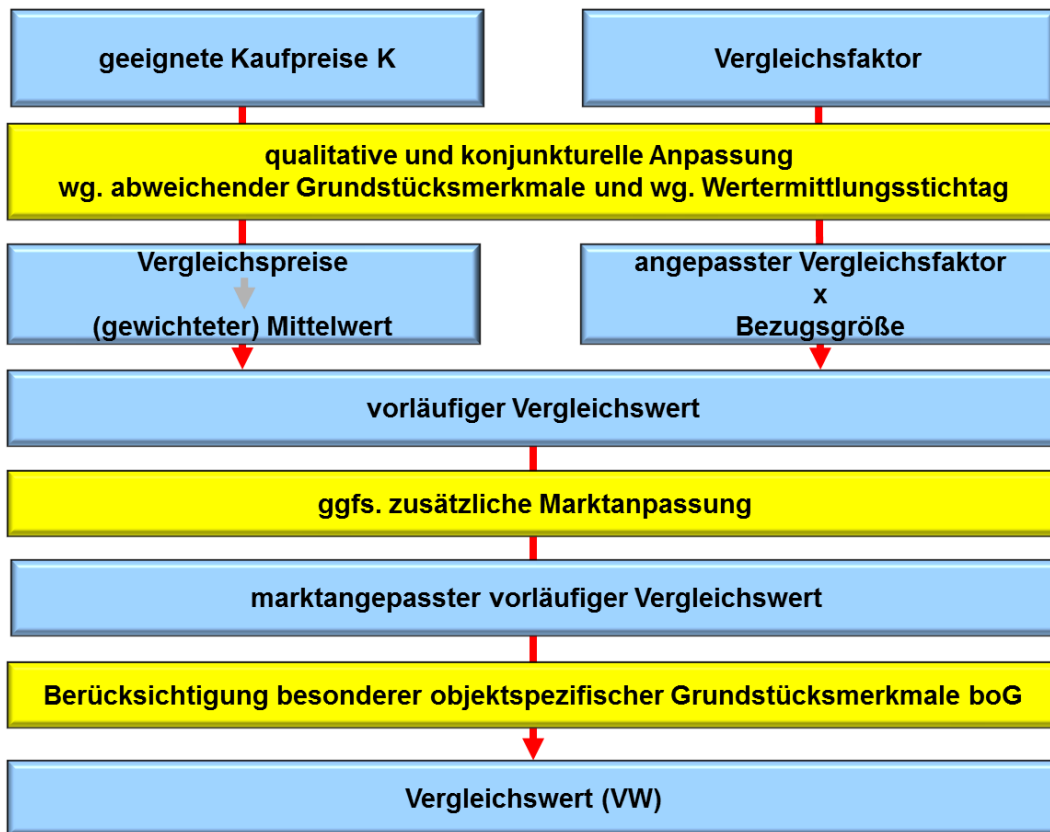 geeignete Kaufpreise K
Vergleichsfaktor
qualitative und konjunkturelle Anpassung
wg. abweichender Grundstücksmerkmale und wg. Wertermittlungsstichtag
Vergleichspreise
(gewichteter) Mittelwert
angepasster Vergleichsfaktor
x
Bezugsgröße
vorläufiger Vergleichswert
ggfs. zusätzliche Marktanpassung
marktangepasster vorläufiger Vergleichswert
Berücksichtigung besonderer objektspezifischer Grundstücksmerkmale boG
Vergleichswert (VW)